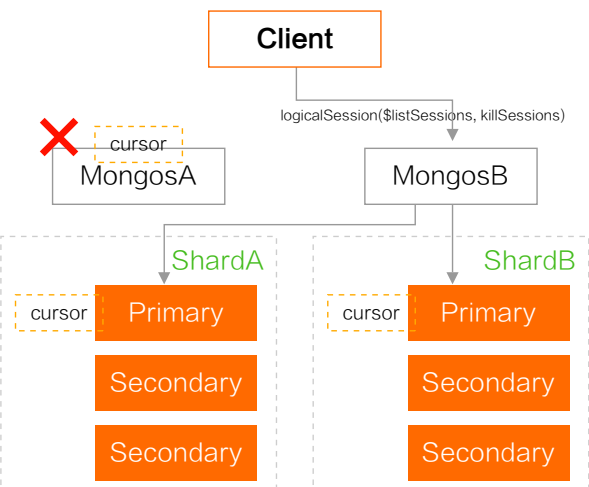 Client
logicalSession($listSessions, killSessions)
cursor
MongosA
MongosB
ShardA
ShardB
cursor
Primary
cursor
Primary
Secondary
Secondary
Secondary
Secondary